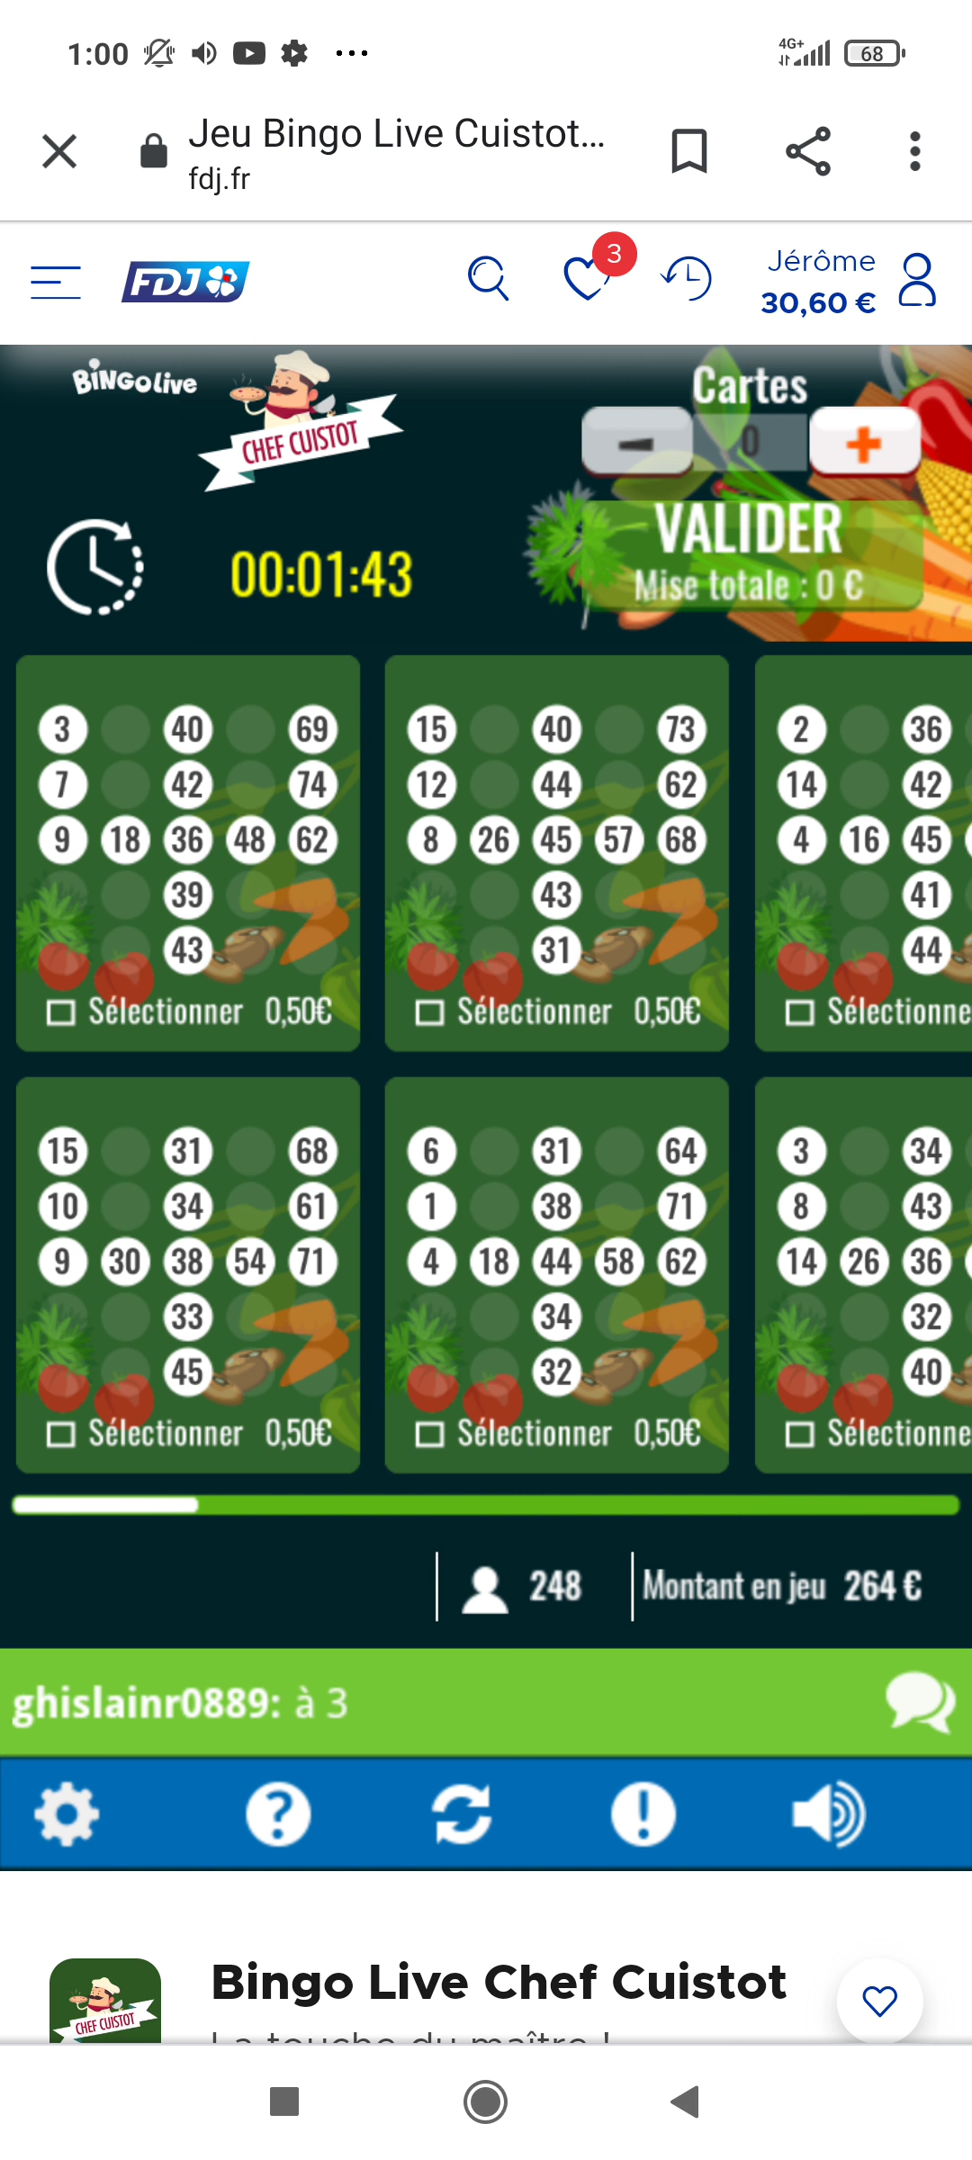 1:00 4G+ 68
Jeu Bingo Live Cuistot...
fdj.fr
FDJ 3 Jérôme
30,60 €
BiNGoLive
CHEF CUISTOT
Cartes
0
00:01:43
VALIDER
Mise totale : 0 €
3 40 69
7 42 74
9 18 36 48 62
39
43
Sélectionner 0,50€
15 40 73
12 44 62
8 26 45 57 68
43
31
Sélectionner 0,50€
2 36
14 42
4 16 45
41
44
Sélectionne
15 31 68
10 34 61
9 30 38 54 71
33
45
Sélectionner 0,50€
6 31 64
1 38 71
4 18 44 58 62
34
32
Sélectionner 0,50€
3 34
8 43
14 26 36
32
40
Sélectionne
248 Montant en jeu 264 €
ghislainr0889: à 3
CHEF CUISTOT
Bingo Live Chef Cuistot
La touche du maître !